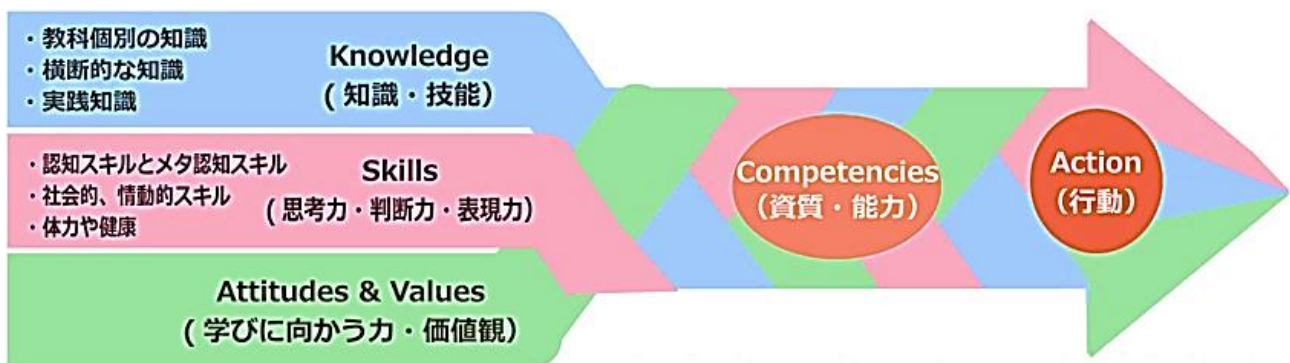 ・教科個別の知識
・横断的な知識
・実践知識
Knowledge
(知識・技能)
・認知スキルとメタ認知スキル
・社会的、情動的スキル
・体力や健康
Skills
(思考力・判断力・表現力)
Attitudes & Values
(学びに向かう力・価値観)
Competencies
(資質・能力)
Action
(行動)